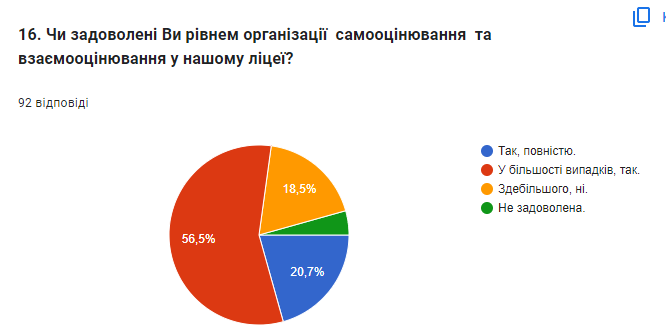 16. Чи задоволені Ви рівнем організації самооцінювання та
взаємооцінювання у нашому ліцеї?
92 відповіді
Так, повністю.
У більшості випадків, так.
Здебільшого, ні.
Не задоволена.
18,5%
56,5%
20,7%